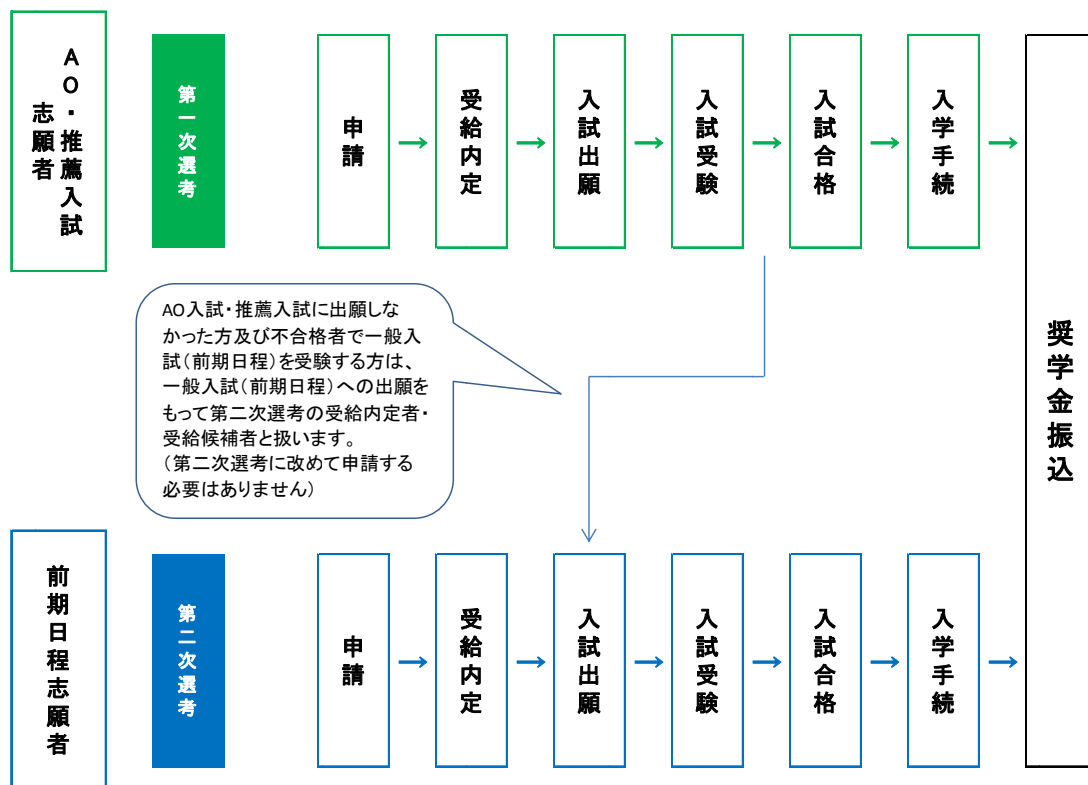 AO・推薦入試
志願者
第一次選考
申請
受給内定
入試出願
入試受験
入試合格
入学手続
奨学金振込
AO入試・推薦入試に出願しな
かった方及び不合格者で一般入
試(前期日程)を受験する方は、
一般入試(前期日程)への出願を
もって第二次選考の受給内定者・
受給候補者と扱います。
(第二次選考に改めて申請する
必要はありません)
前期日程志願者
第二次選考
申請
受給内定
入試出願
入試受験
入試合格
入学手続